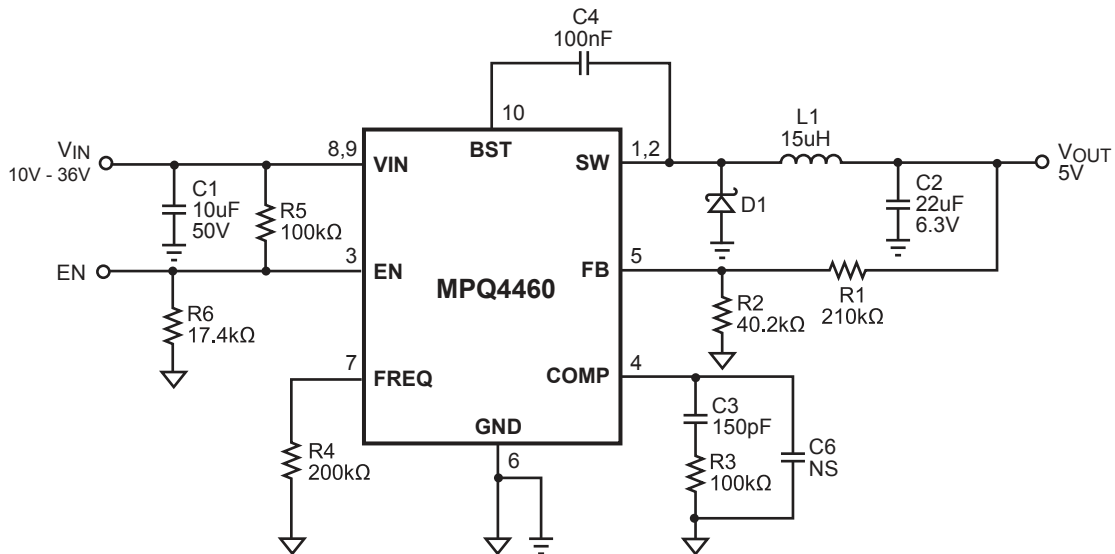 C4
100nF
10
L1
15uH
VIN
10V - 36V
8,9
VIN
BST
SW
1,2
VOUT
5V
C1
10uF
50V
R5
100kΩ
D1
C2
22uF
6.3V
EN
3
EN
MPQ4460
FB
5
R6
17.4kΩ
R2
40.2kΩ
R1
210kΩ
7
FREQ
COMP
4
GND
6
R4
200kΩ
C3
150pF
R3
100kΩ
C6
NS